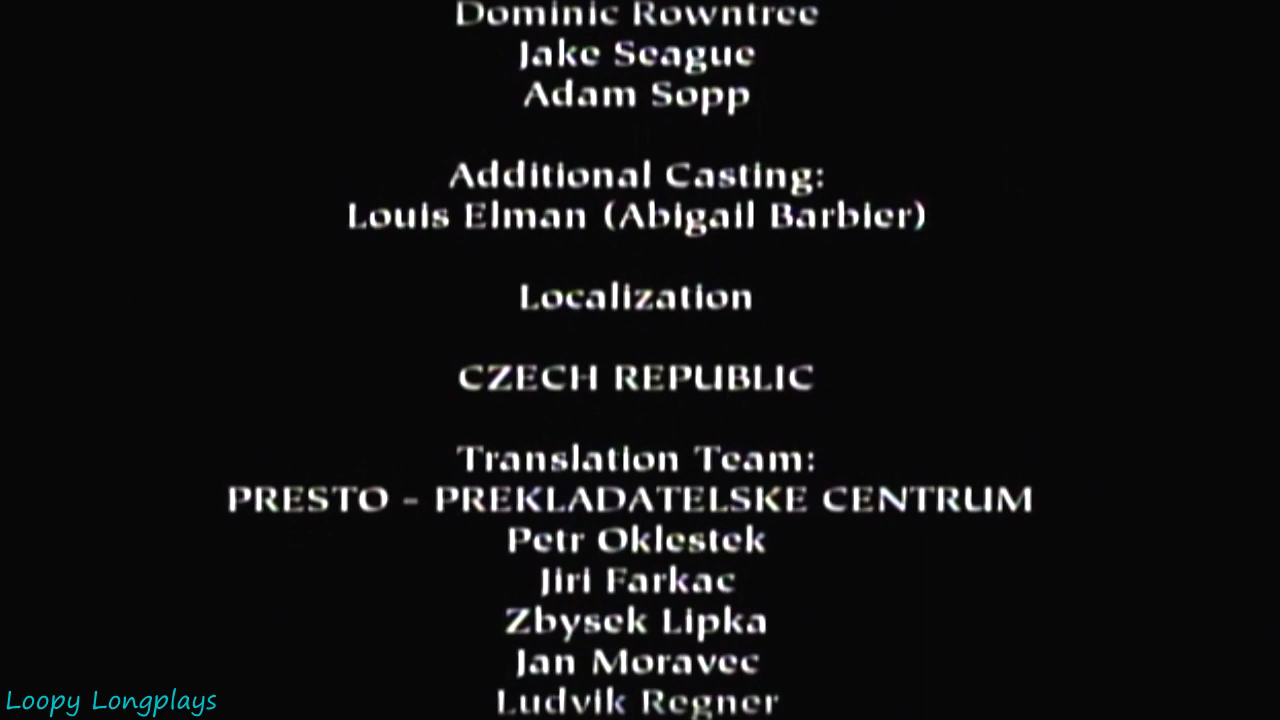 Dominic Rowntree
Jake Seague
Adam Sopp
Additional Casting:
Louis Elman (Abigail Barbier)
Localization
CZECH REPUBLIC
Translation Team:
PRESTO - PREKLADATELSKE CENTRUM
Petr Oklestek
Jiri Farkac
Zbysek Lipka
Jan Moravec
Ludvik Regner
Loopy Longplays